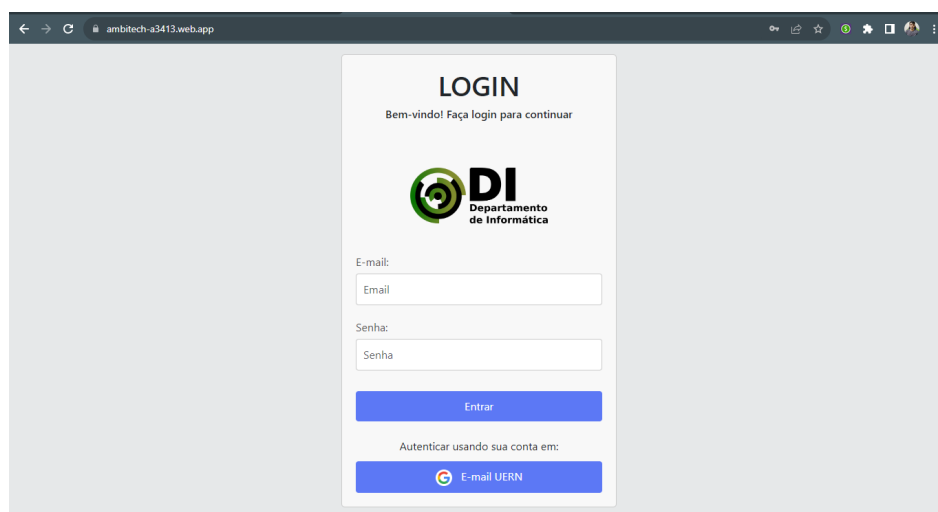 ambitech-a3413.web.app
LOGIN
Bem-vindo! Faça login para continuar
DI
Departamento
de Informática
E-mail:
Email
Senha:
Senha
Entrar
Autenticar usando sua conta em:
E-mail UERN